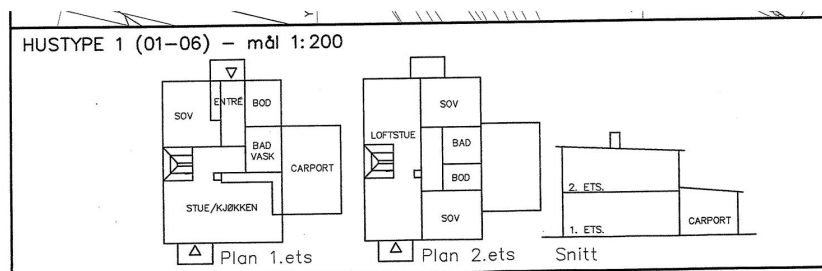 HUSTYPE 1 (01-06) - mål 1:200
SOV
ENTRÉ
BOD
BAD
VASK
CARPORT
STUE/KJØKKEN
Plan 1.ets
SOV
LOFTSTUE
BAD
BOD
SOV
Plan 2.ets
2. ETS.
1. ETS.
CARPORT
Snitt